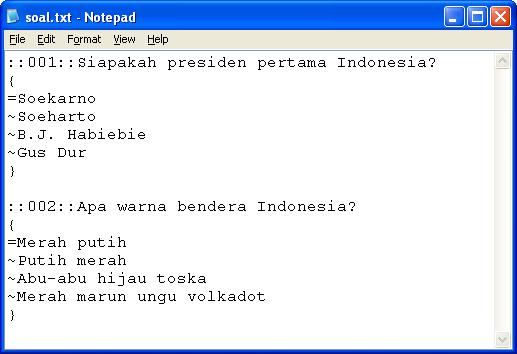 soal.txt - Notepad
File Edit Format View Help
::001::Siapakah presiden pertama Indonesia?
{
=Soekarno
~Soeharto
~B.J. Habiebie
~Gus Dur
}

::002::Apa warna bendera Indonesia?
{
=Merah putih
~Putih merah
~Abu-abu hijau toska
~Merah marun ungu volkadot
}